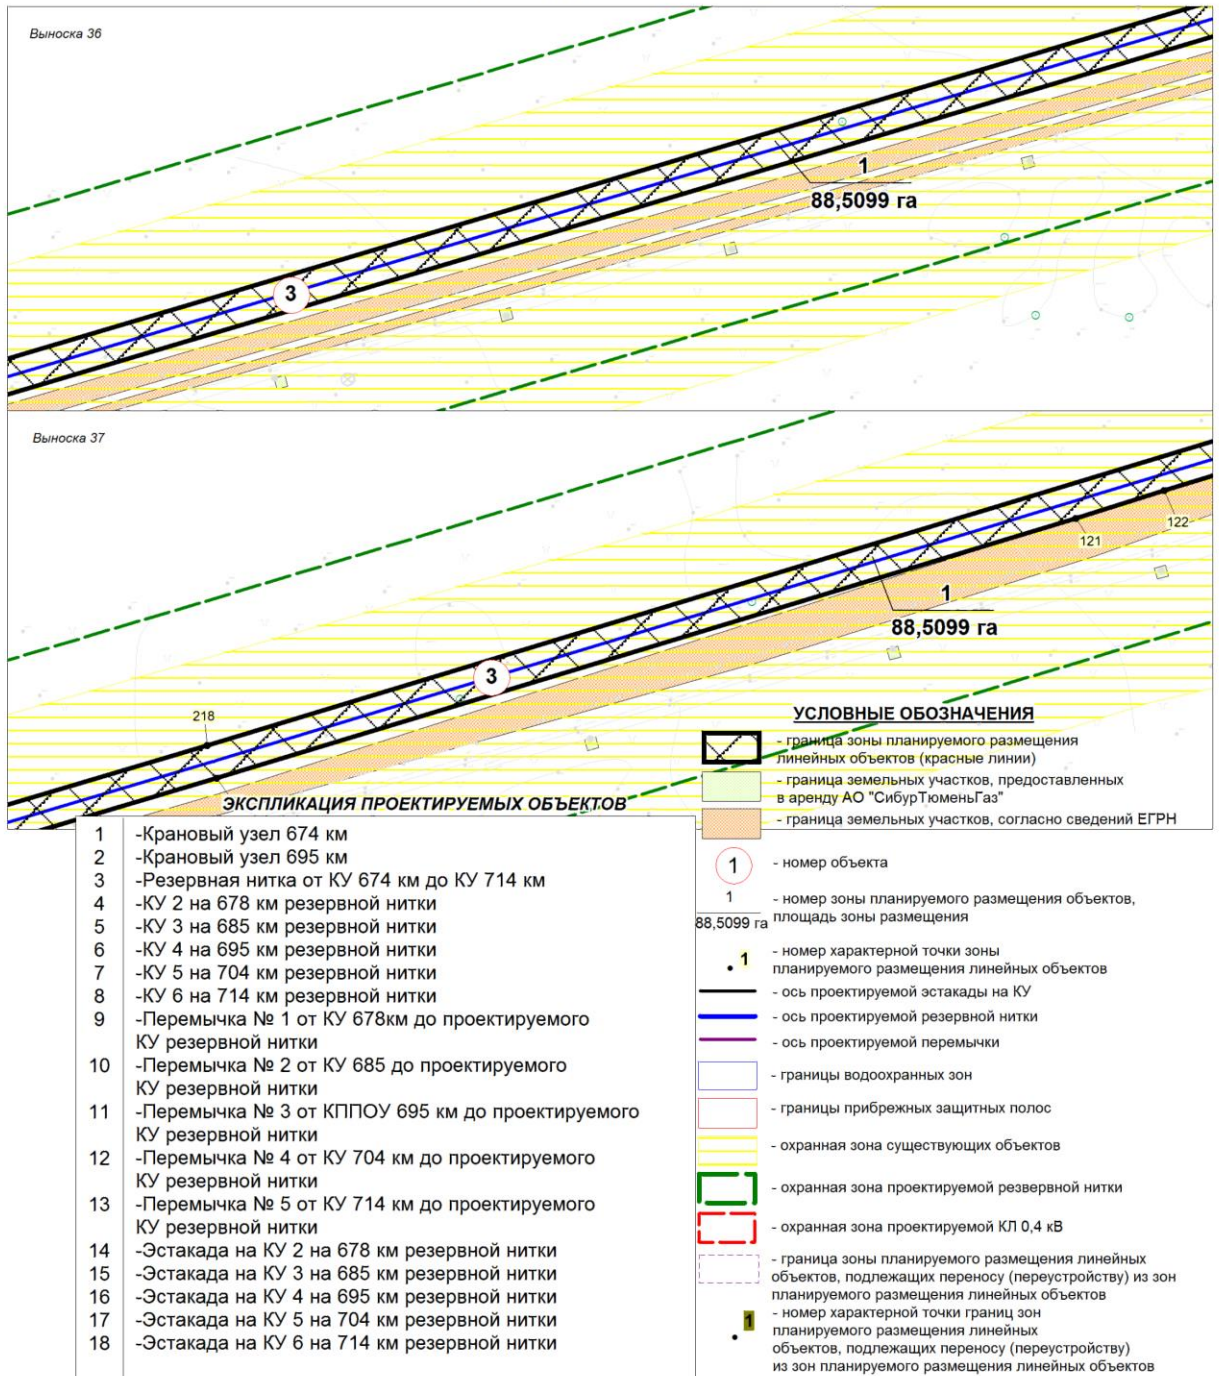 Выноска 36
1
88,5099 га
3
Выноска 37
122
121
1
88,5099 га
3
218
ЭКСПЛИКАЦИЯ ПРОЕКТИРУЕМЫХ ОБЪЕКТОВ
1 -Крановый узел 674 км
2 -Крановый узел 695 км
3 -Резервная нитка от КУ 674 км до КУ 714 км
4 -КУ 2 на 678 км резервной нитки
5 -КУ 3 на 685 км резервной нитки
6 -КУ 4 на 695 км резервной нитки
7 -КУ 5 на 704 км резервной нитки
8 -КУ 6 на 714 км резервной нитки
9 -Перемычка № 1 от КУ 678км до проектируемого
КУ резервной нитки
10 -Перемычка № 2 от КУ 685 до проектируемого
КУ резервной нитки
11 -Перемычка № 3 от КППОУ 695 км до проектируемого
КУ резервной нитки
12 -Перемычка № 4 от КУ 704 км до проектируемого
КУ резервной нитки
13 -Перемычка № 5 от КУ 714 км до проектируемого
КУ резервной нитки
14 -Эстакада на КУ 2 на 678 км резервной нитки
15 -Эстакада на КУ 3 на 685 км резервной нитки
16 -Эстакада на КУ 4 на 695 км резервной нитки
17 -Эстакада на КУ 5 на 704 км резервной нитки
18 -Эстакада на КУ 6 на 714 км резервной нитки
УСЛОВНЫЕ ОБОЗНАЧЕНИЯ
- граница зоны планируемого размещения
линейных объектов (красные линии)
- граница земельных участков, предоставленных
в аренду АО "СибурТюменьГаз"
- граница земельных участков, согласно сведений ЕГРН
1 - номер объекта
1 - номер зоны планируемого размещения объектов,
88,5099 га площадь зоны размещения
1 - номер характерной точки зоны
планируемого размещения линейных объектов
- ось проектируемой эстакады на КУ
- ось проектируемой резервной нитки
- ось проектируемой перемычки
- границы водоохранных зон
- границы прибрежных защитных полос
- охранная зона существующих объектов
- охранная зона проектируемой резвервной нитки
- охранная зона проектируемой КЛ 0,4 кВ
- граница зоны планируемого размещения линейных
объектов, подлежащих переносу (переустройству) из зон
планируемого размещения линейных объектов
1 - номер характерной точки границ зон
планируемого размещения линейных
объектов, подлежащих переносу (переустройству)
из зон планируемого размещения линейных объектов